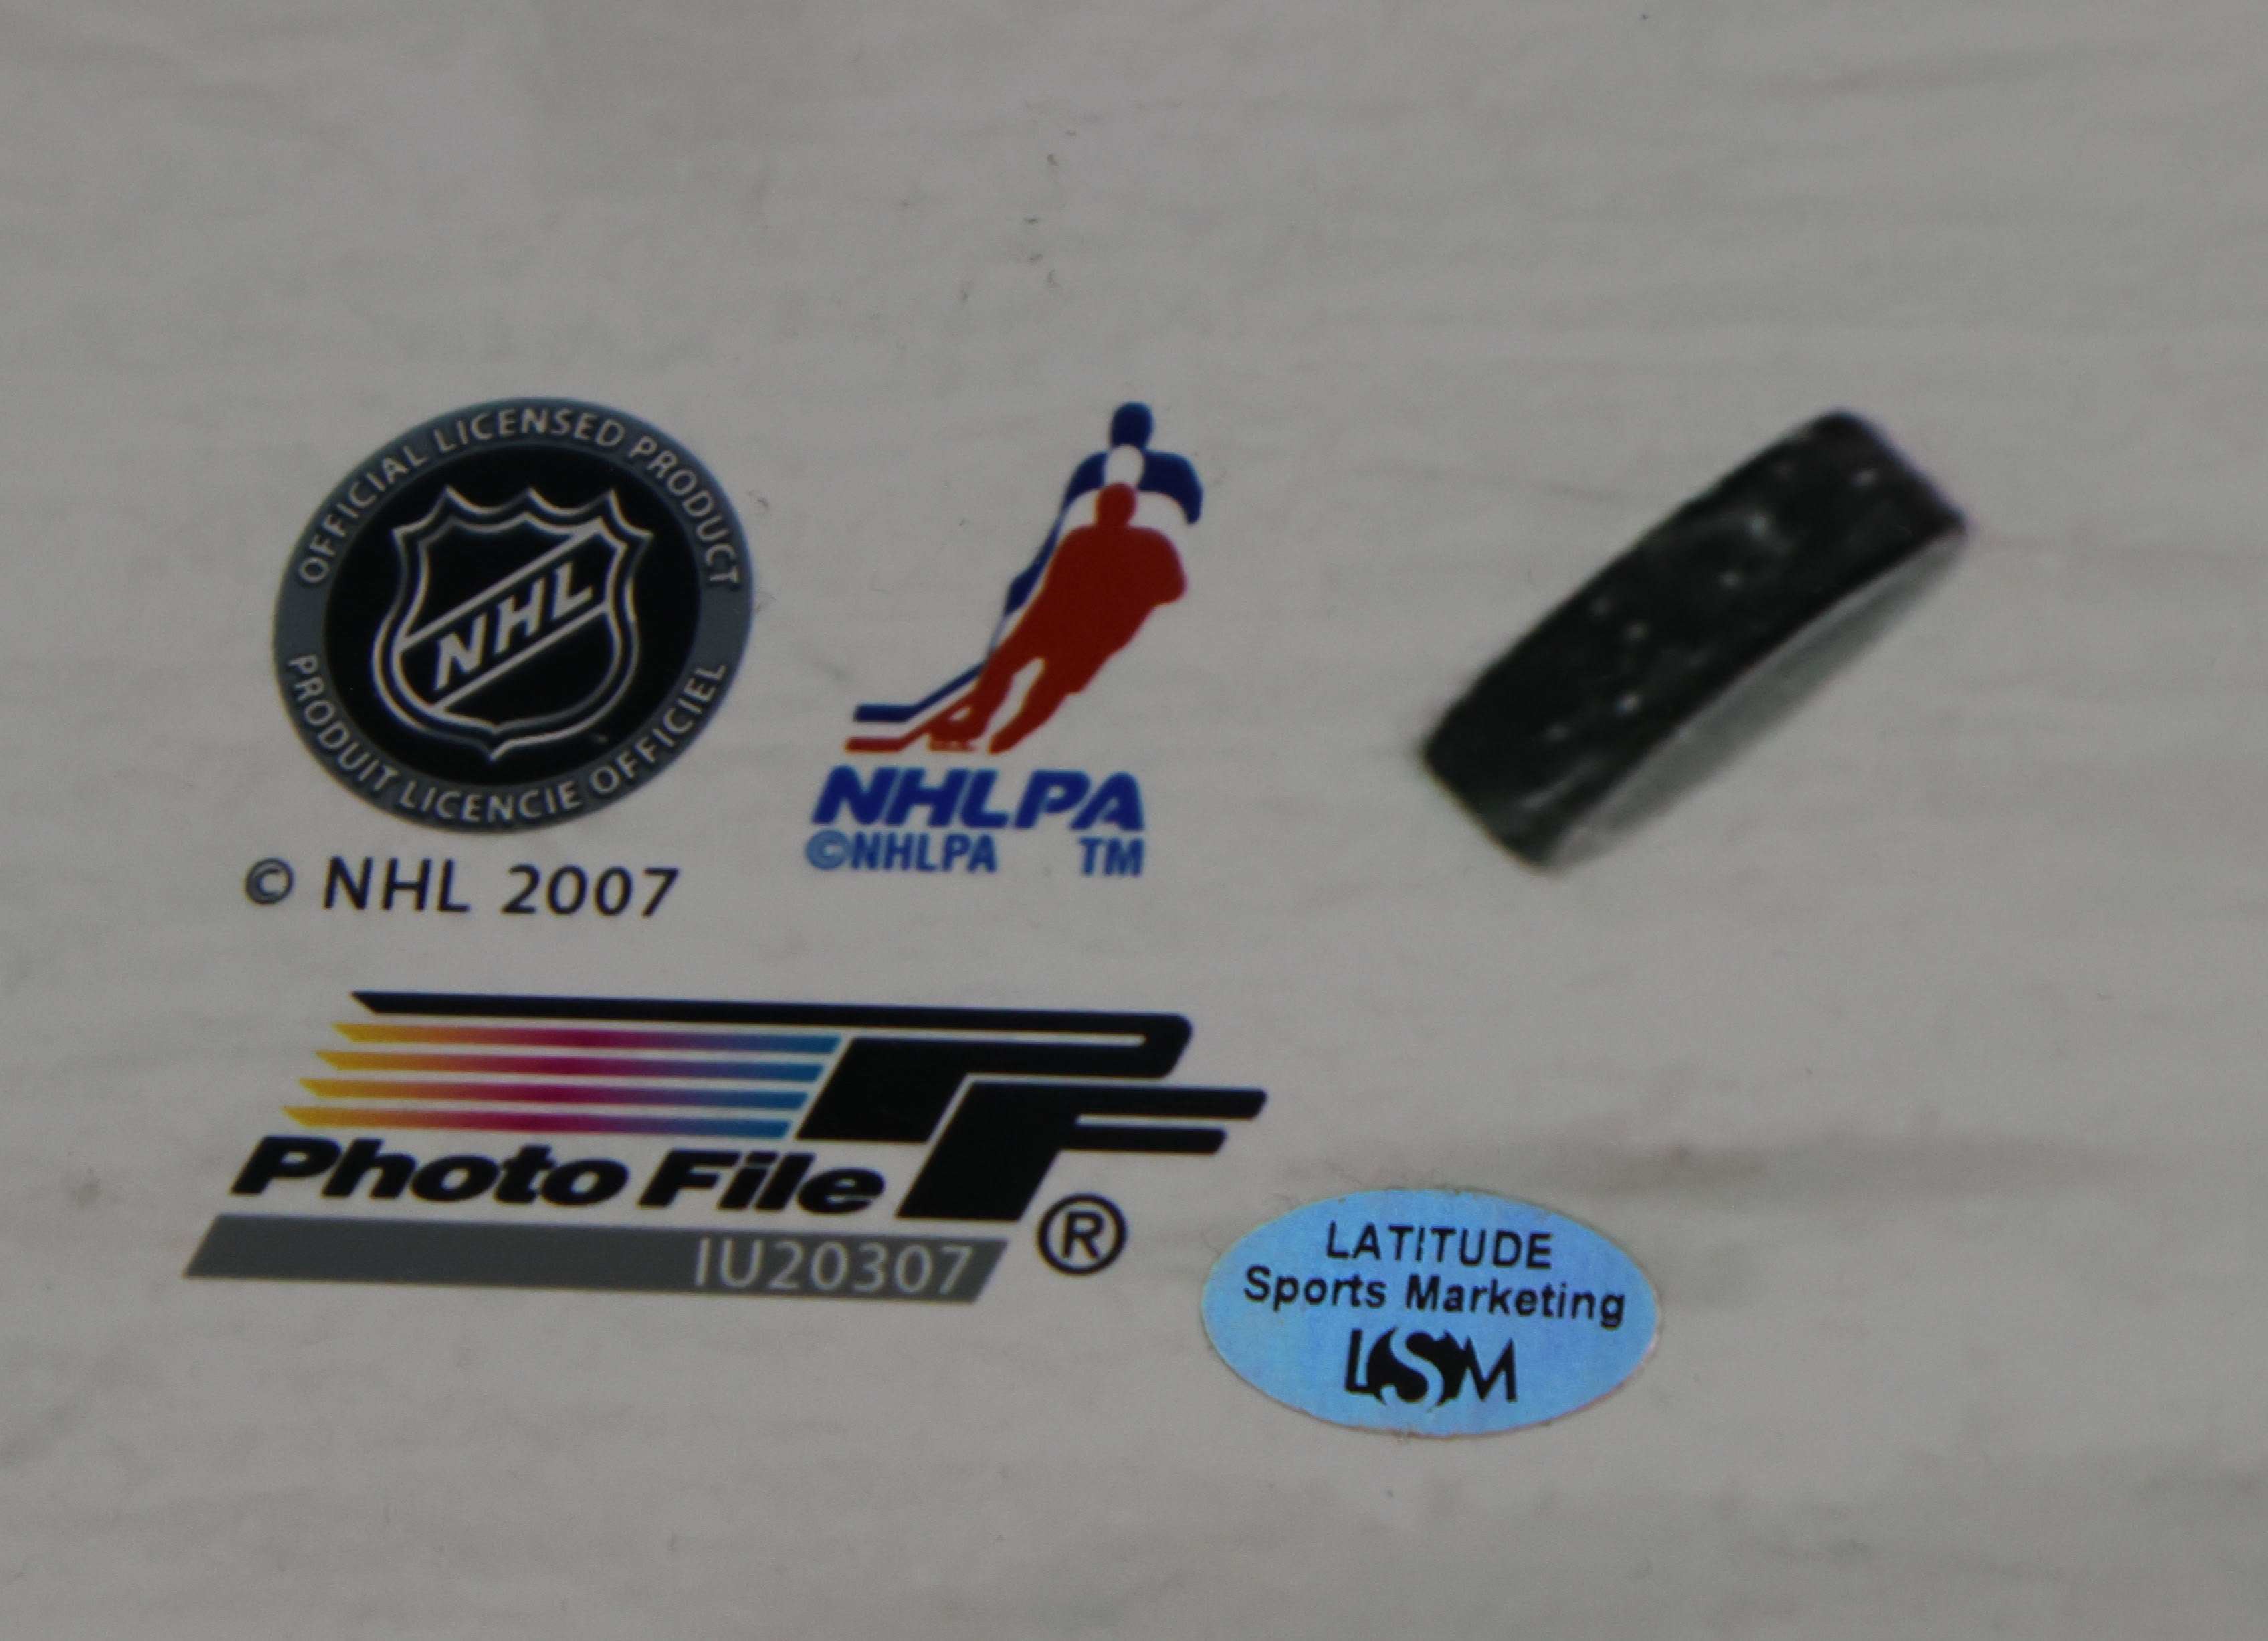 OFFICIAL LICENSED PRODUCT
NHL
PRODUIT LICENCIE OFFICIEL
© NHL 2007
NHLPA
©NHLPA TM
PF
Photo File
®
IU20307
LATITUDE
Sports Marketing
LSM